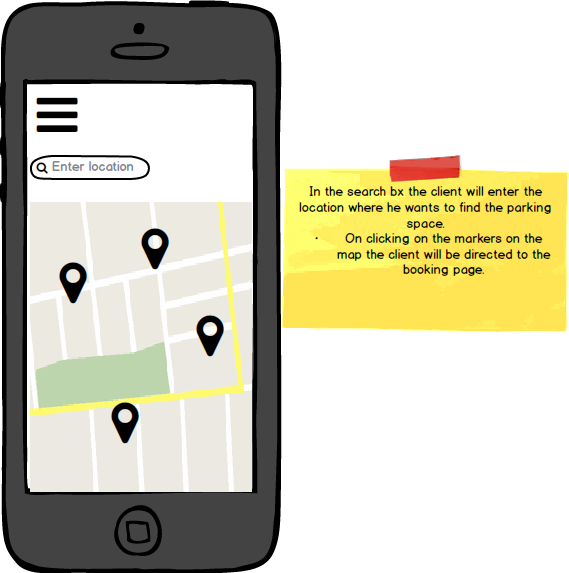 Enter location
In the search bx the client will enter the
location where he wants to find the parking
space.
· On clicking on the markers on the
map the client will be directed to the
booking page.